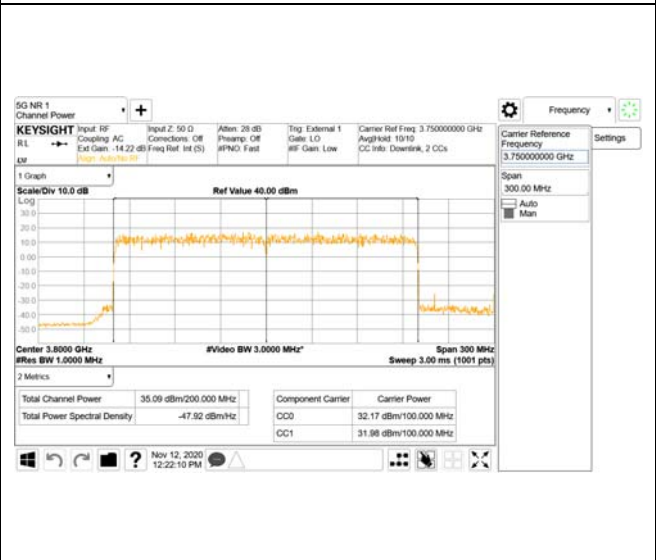 5G NR 1
Channel Power
+
Frequency
KEYSIGHT Input: RF Input Z: 50 Ω Atten: 28 dB Trig: External 1 Carrier Ref Freq: 3.750000000 GHz
RL Coupling: AC Corrections: Off Preamp: Off Gate: LO Avg|Hold: 10/10
Ext Gain: -14.22 dB Freq Ref: Int (S) #PNO: Fast #IF Gain: Low CC Info: Downlink, 2 CCs
Align: Auto/No RF
Carrier Reference
Frequency
3.750000000 GHz
Settings
Span
300.00 MHz
Auto
Man
1 Graph
Scale/Div 10.0 dB Ref Value 40.00 dBm
Log
30.0
20.0
10.0
0.00
-10.0
-20.0
-30.0
-40.0
-50.0
Center 3.8000 GHz #Video BW 3.0000 MHz* Span 300 MHz
#Res BW 1.0000 MHz Sweep 3.00 ms (1001 pts)
2 Metrics
Total Channel Power 35.09 dBm/200.000 MHz
Total Power Spectral Density -47.92 dBm/Hz
Component Carrier Carrier Power
CC0 32.17 dBm/100.000 MHz
CC1 31.98 dBm/100.000 MHz
? Nov 12, 2020
12:22:10 PM